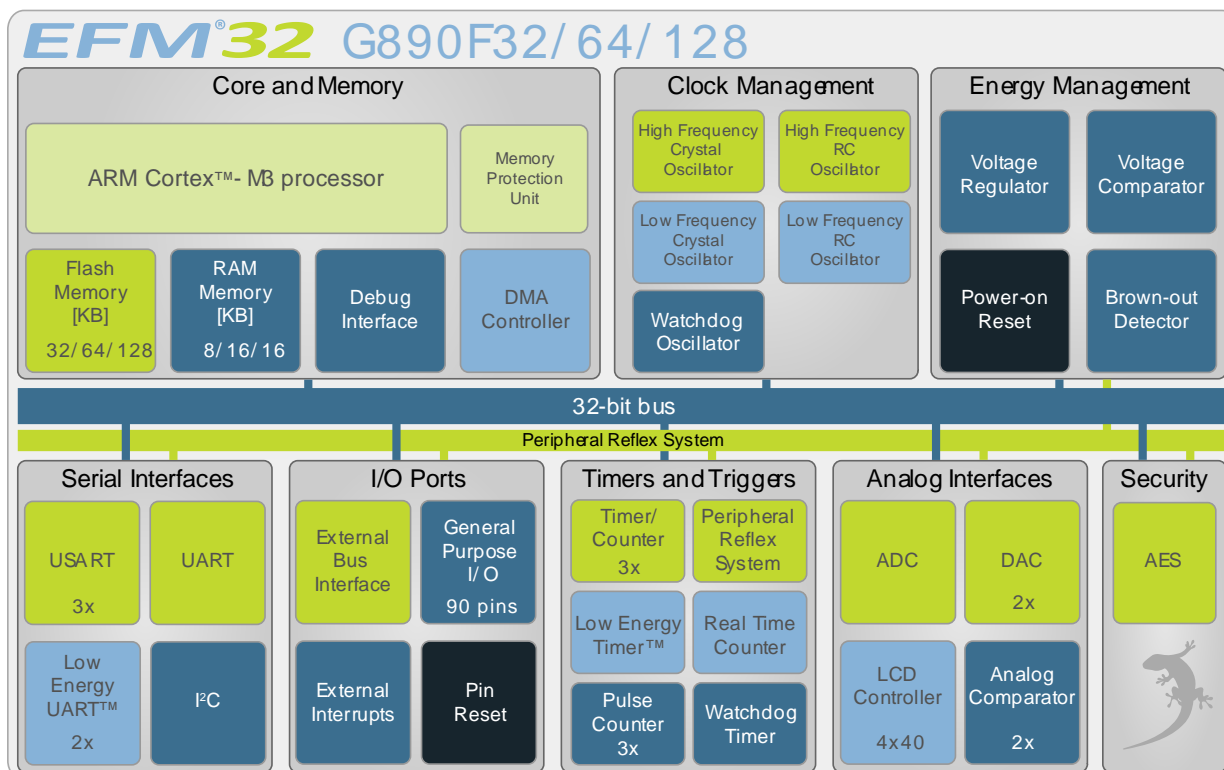 EFM®32 G890F32/64/128
Core and Memory
ARM Cortex™- M3 processor
Memory
Protection
Unit
Flash
Memory
[KB]
32/64/128
RAM
Memory
[KB]
8/16/16
Debug
Interface
DMA
Controller
Clock Management
High Frequency
Crystal
Oscillator
High Frequency
RC
Oscillator
Low Frequency
Crystal
Oscillator
Low Frequency
RC
Oscillator
Watchdog
Oscillator
Energy Management
Voltage
Regulator
Voltage
Comparator
Power-on
Reset
Brown-out
Detector
32-bit bus
Peripheral Reflex System
Serial Interfaces
USART
3x
UART
Low
Energy
UART™
2x
I²C
I/O Ports
External
Bus
Interface
General
Purpose
I/O
90 pins
External
Interrupts
Pin
Reset
Timers and Triggers
Timer/
Counter
3x
Peripheral
Reflex
System
Low Energy
Timer™
Real Time
Counter
Pulse
Counter
3x
Watchdog
Timer
Analog Interfaces
ADC
DAC
2x
LCD
Controller
4x40
Analog
Comparator
2x
Security
AES